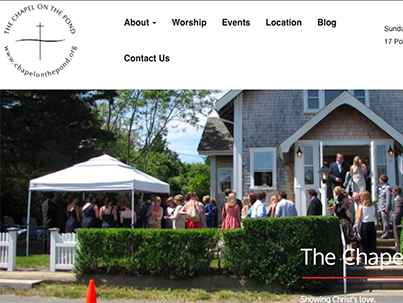 THE CHAPEL ON THE POND
www.chapelonthepond.org
About Worship Events Location Blog
Contact Us
Sunda
17 Po
The Chape
Showing Christ's love.